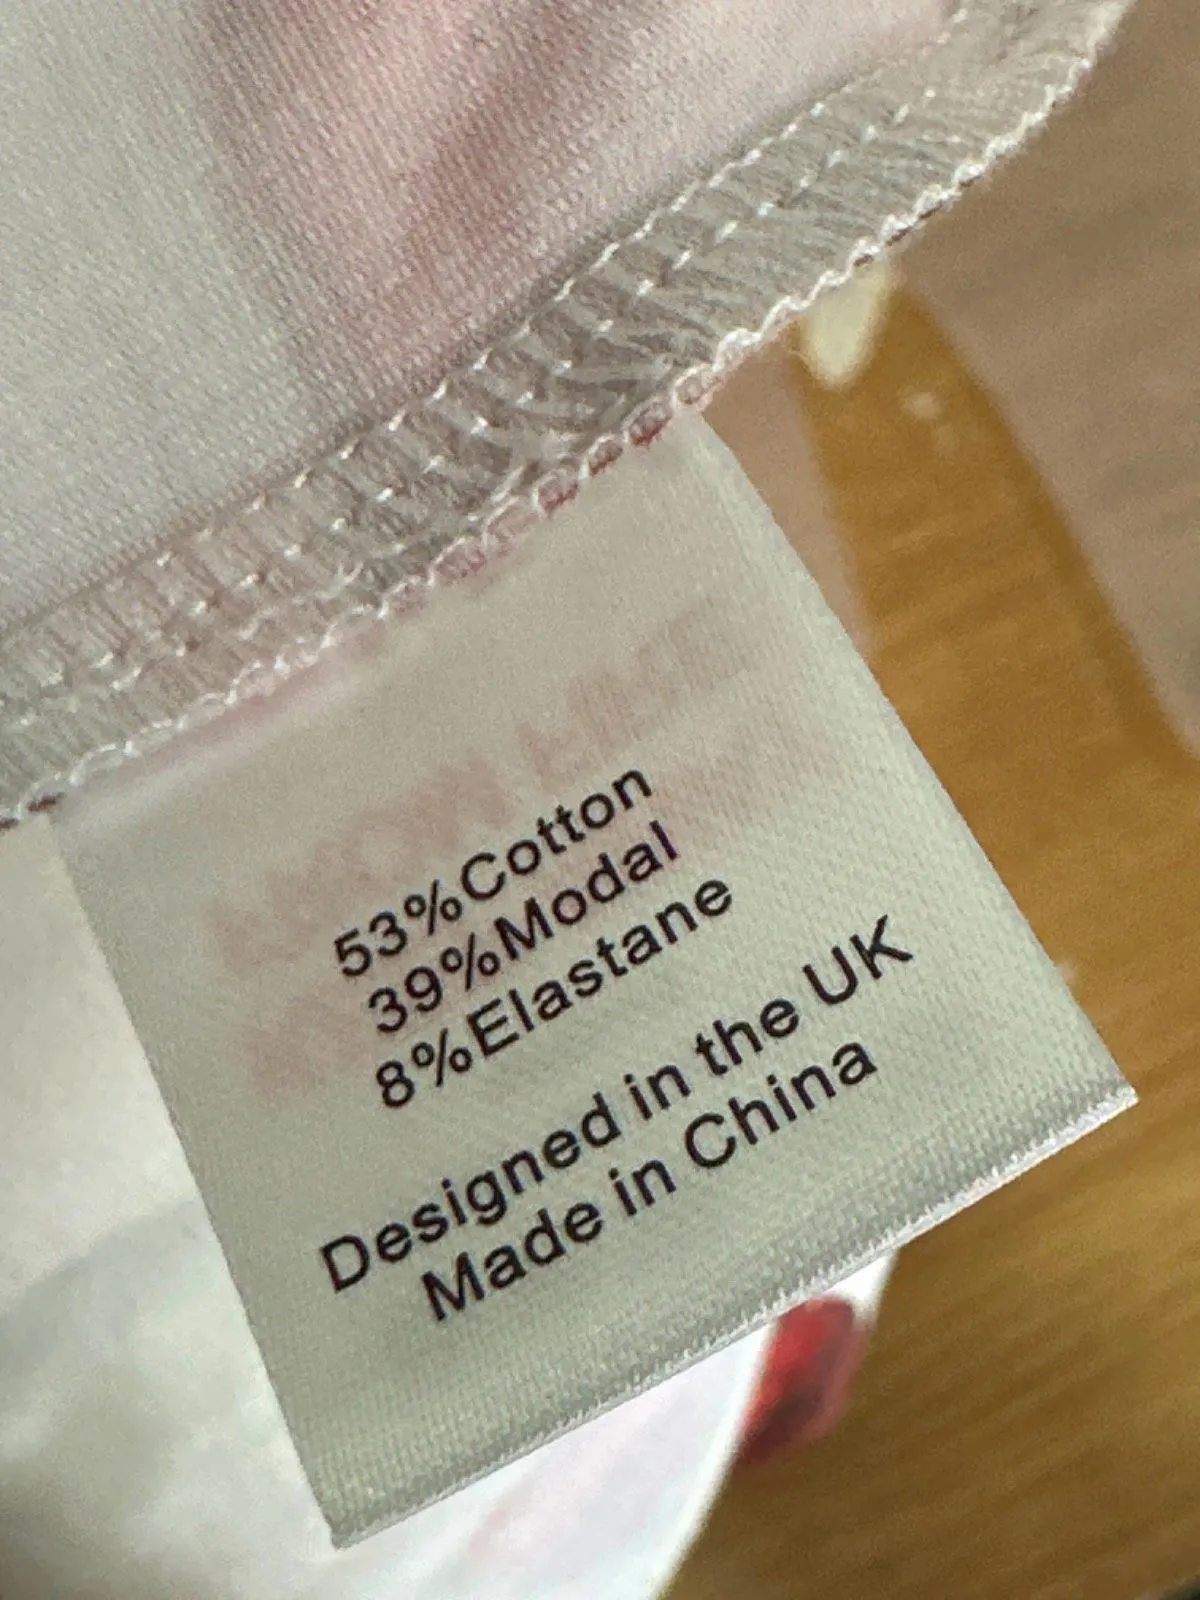 53%Cotton
39%Modal
8%Elastane
Designed in the UK
Made in China